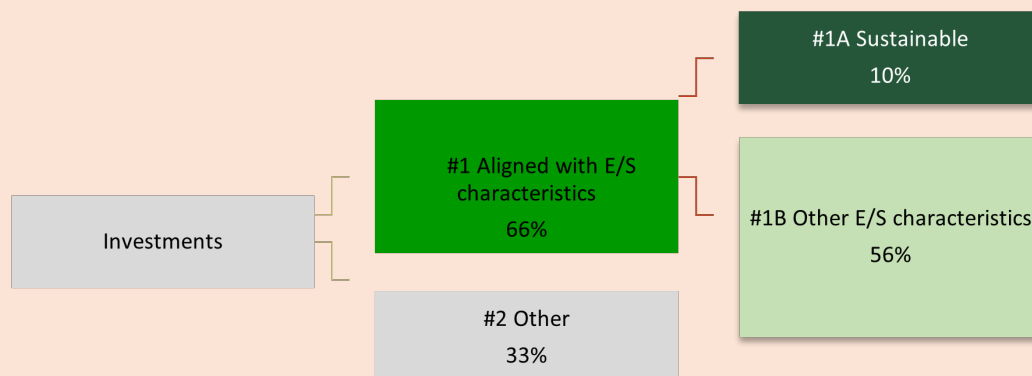 Investments
#1 Aligned with E/S
characteristics
66%
#2 Other
33%
#1A Sustainable
10%
#1B Other E/S characteristics
56%